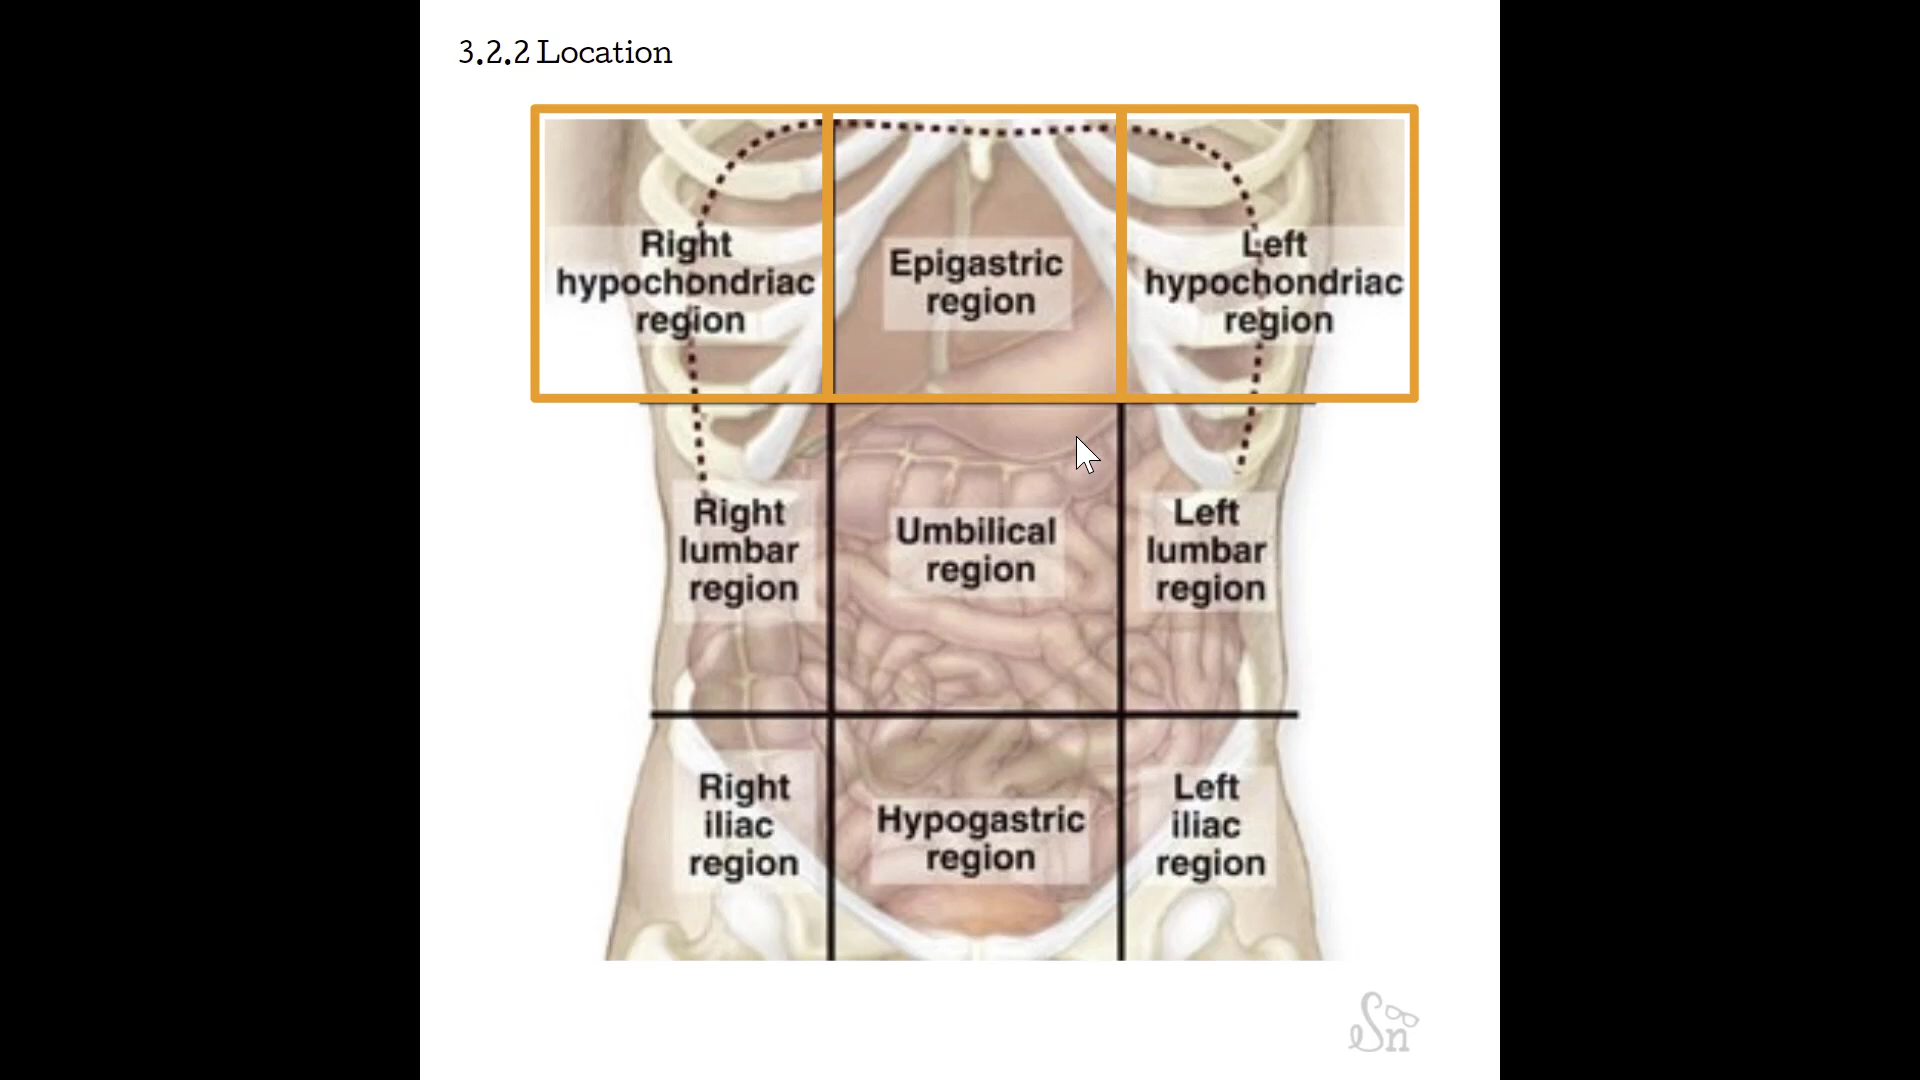 3.2.2 Location
Right
hypochondriac
region
Epigastric
region
Left
hypochondriac
region
Right
lumbar
region
Umbilical
region
Left
lumbar
region
Right
iliac
region
Hypogastric
region
Left
iliac
region
eSn